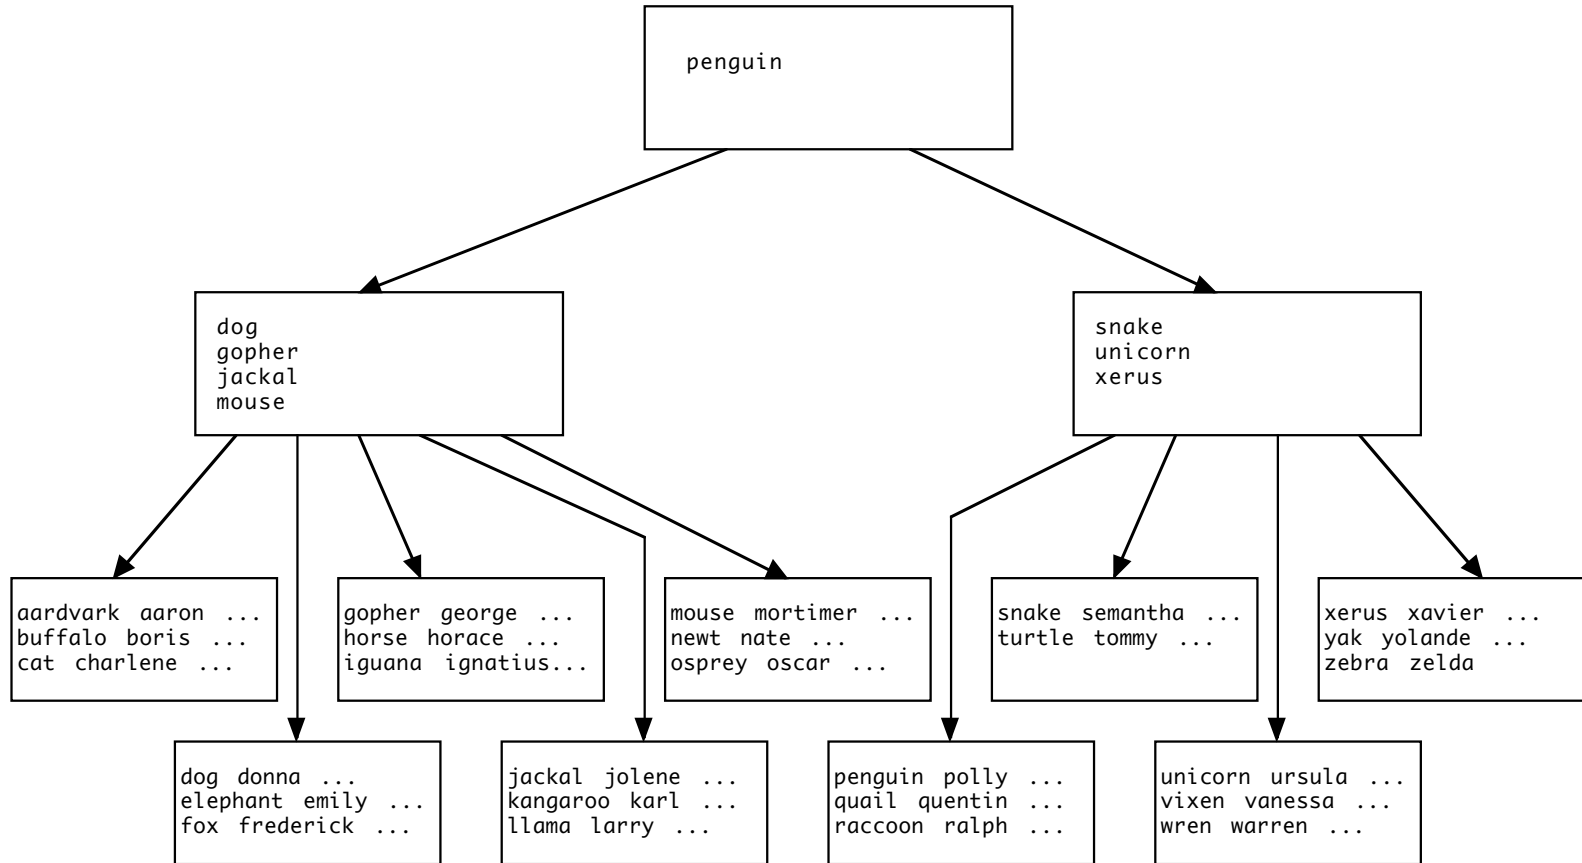 penguin
dog
gopher
jackal
mouse
snake
unicorn
xerus
aardvark aaron ...
buffalo boris ...
cat charlene ...
gopher george ...
horse horace ...
iguana ignatius...
mouse mortimer ...
newt nate ...
osprey oscar ...
snake semantha ...
turtle tommy ...
xerus xavier ...
yak yolande ...
zebra zelda
dog donna ...
elephant emily ...
fox frederick ...
jackal jolene ...
kangaroo karl ...
llama larry ...
penguin polly ...
quail quentin ...
raccoon ralph ...
unicorn ursula ...
vixen vanessa ...
wren warren ...